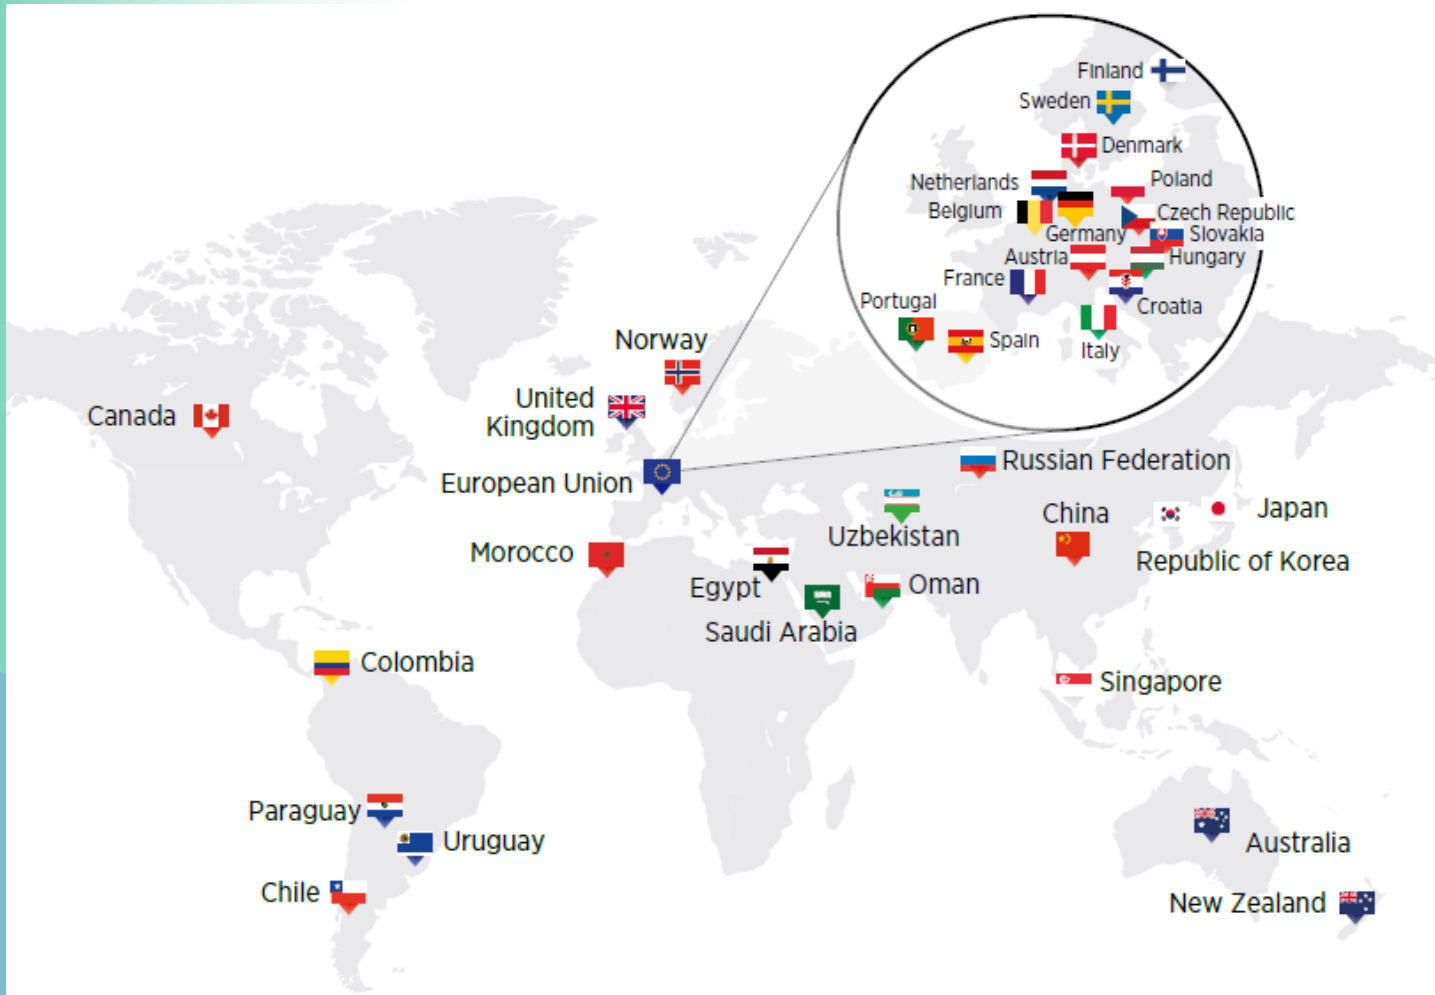 Finland
Sweden
Denmark
Netherlands
Poland
Belgium
Czech Republic
Germany
Slovakia
Austria
Hungary
France
Croatia
Portugal
Spain
Italy
Norway
United
Kingdom
Canada
European Union
Russian Federation
China
Japan
Uzbekistan
Republic of Korea
Morocco
Egypt
Oman
Saudi Arabia
Colombia
Singapore
Paraguay
Uruguay
Australia
Chile
New Zealand